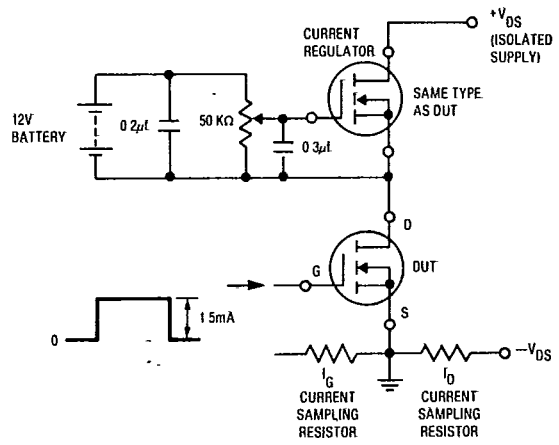 +VDS
(ISOLATED
SUPPLY)
CURRENT
REGULATOR
SAME TYPE
AS DUT
12V
BATTERY
0 2µf.
50 KΩ
0 3µf.
D
G
DUT
S
0
1 5mA
IG
CURRENT
SAMPLING
RESISTOR
ID
CURRENT
SAMPLING
RESISTOR
−VDS